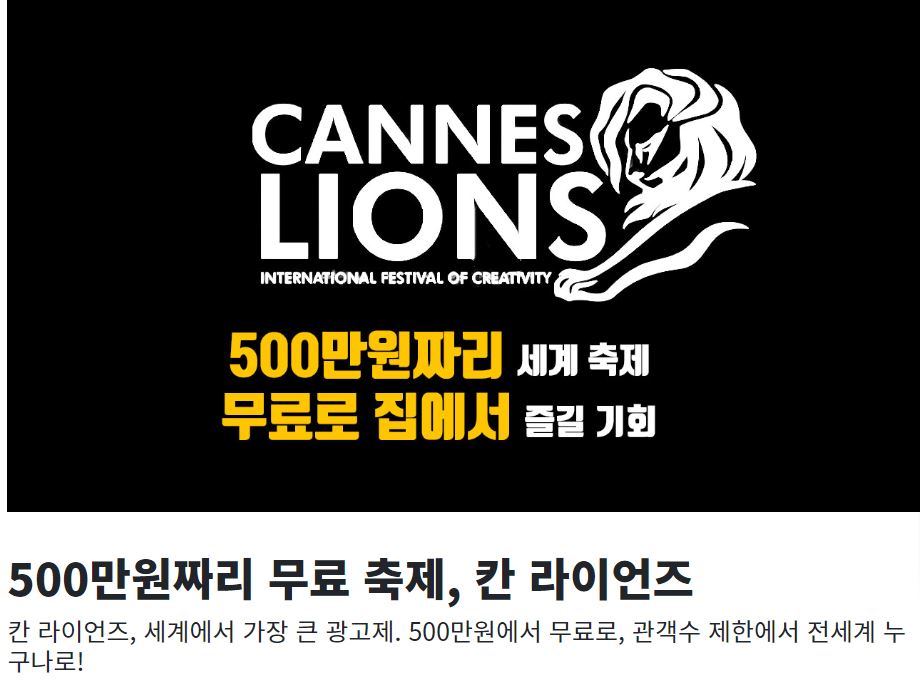 CANNES
LIONS
INTERNATIONAL FESTIVAL OF CREATIVITY
500만원짜리 세계 축제
무료로 집에서 즐길 기회
500만원짜리 무료 축제, 칸 라이언즈
칸 라이언즈, 세계에서 가장 큰 광고제. 500만원에서 무료로, 관객수 제한에서 전세계 누
구나로!